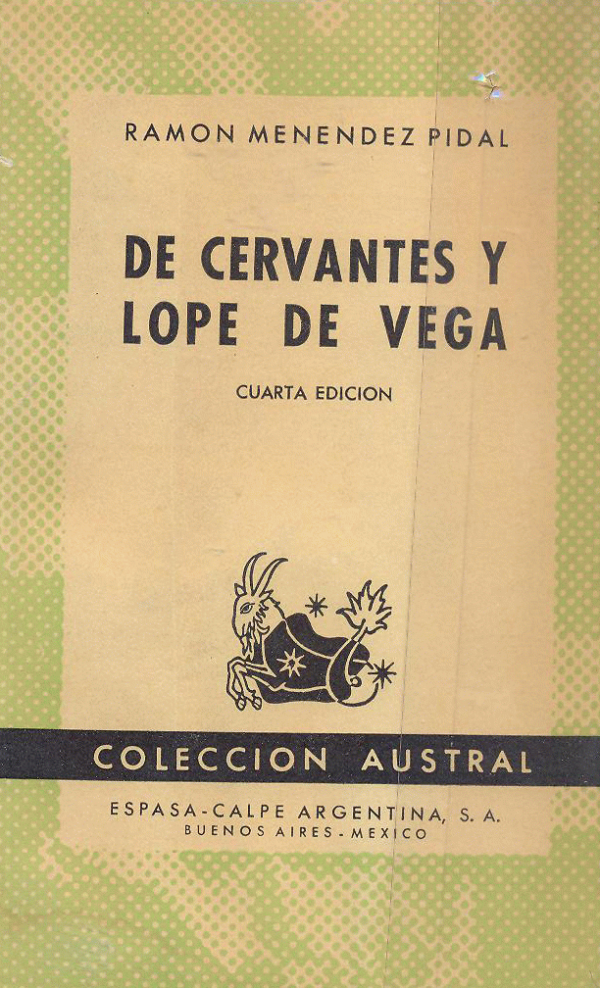 RAMON MENENDEZ PIDAL
DE CERVANTES Y
LOPE DE VEGA
CUARTA EDICION
COLECCION AUSTRAL
ESPASA-CALPE ARGENTINA, S. A.
BUENOS AIRES - MEXICO